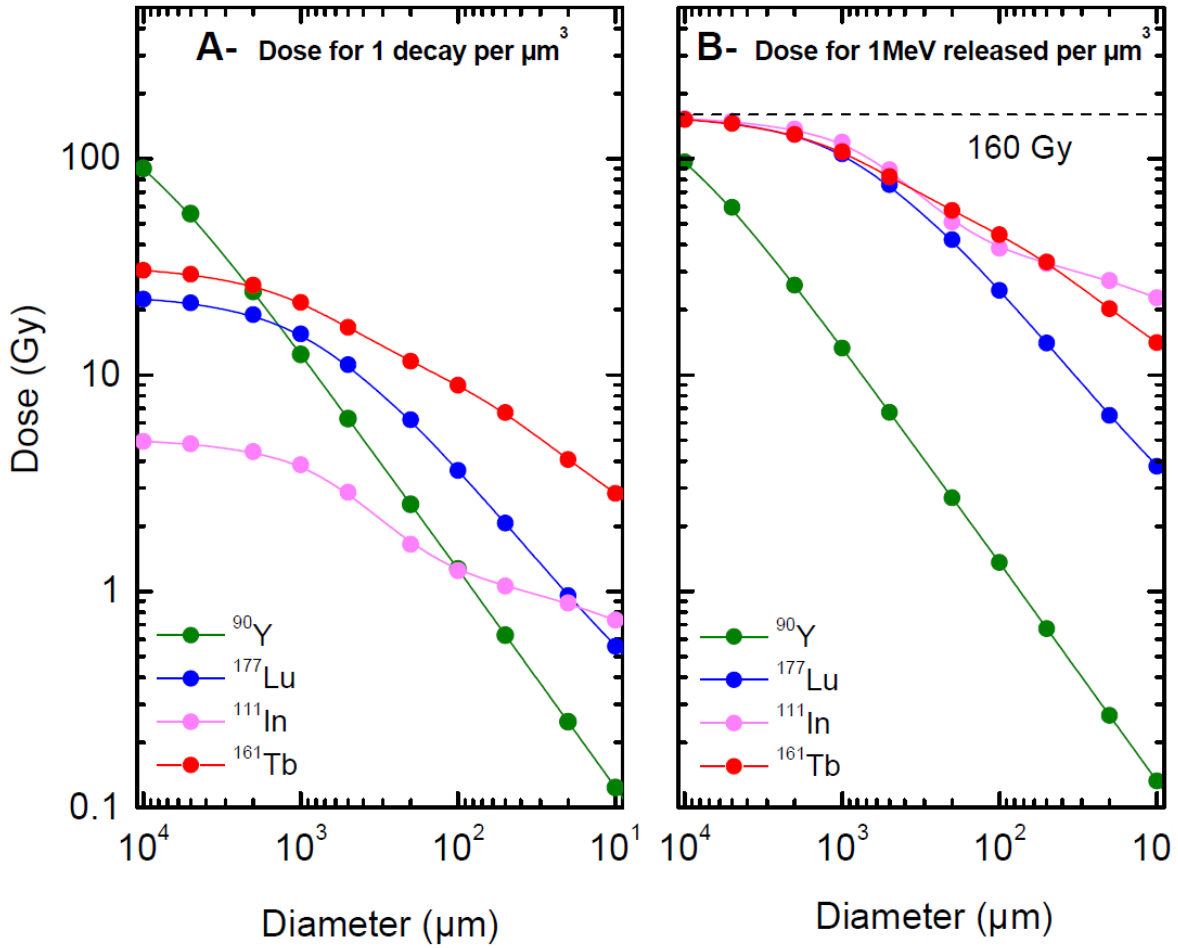 A- Dose for 1 decay per µm³
B- Dose for 1MeV released per µm³
160 Gy
Dose (Gy)
100
10
1
0.1
⁹⁰Y
¹⁷⁷Lu
¹¹¹In
¹⁶¹Tb
⁹⁰Y
¹⁷⁷Lu
¹¹¹In
¹⁶¹Tb
10⁴ 10³ 10² 10¹
10⁴ 10³ 10² 10
Diameter (µm)
Diameter (µm)